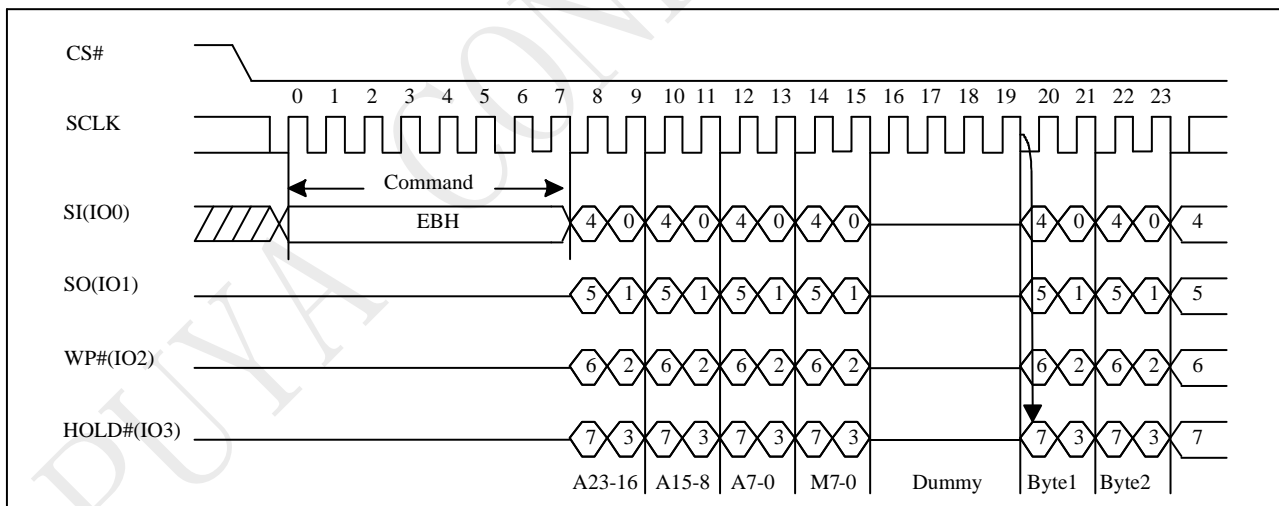 CS#
0 1 2 3 4 5 6 7 8 9 10 11 12 13 14 15 16 17 18 19 20 21 22 23
SCLK
Command
SI(IO0) EBH 4 0 4 0 4 0 4 0 4 0 4 0 4
SO(IO1) 5 1 5 1 5 1 5 1 5 1 5 1 5
WP#(IO2) 6 2 6 2 6 2 6 2 6 2 6 2 6
HOLD#(IO3) 7 3 7 3 7 3 7 3 7 3 7 3 7
A23-16 A15-8 A7-0 M7-0 Dummy Byte1 Byte2
PUYA CON